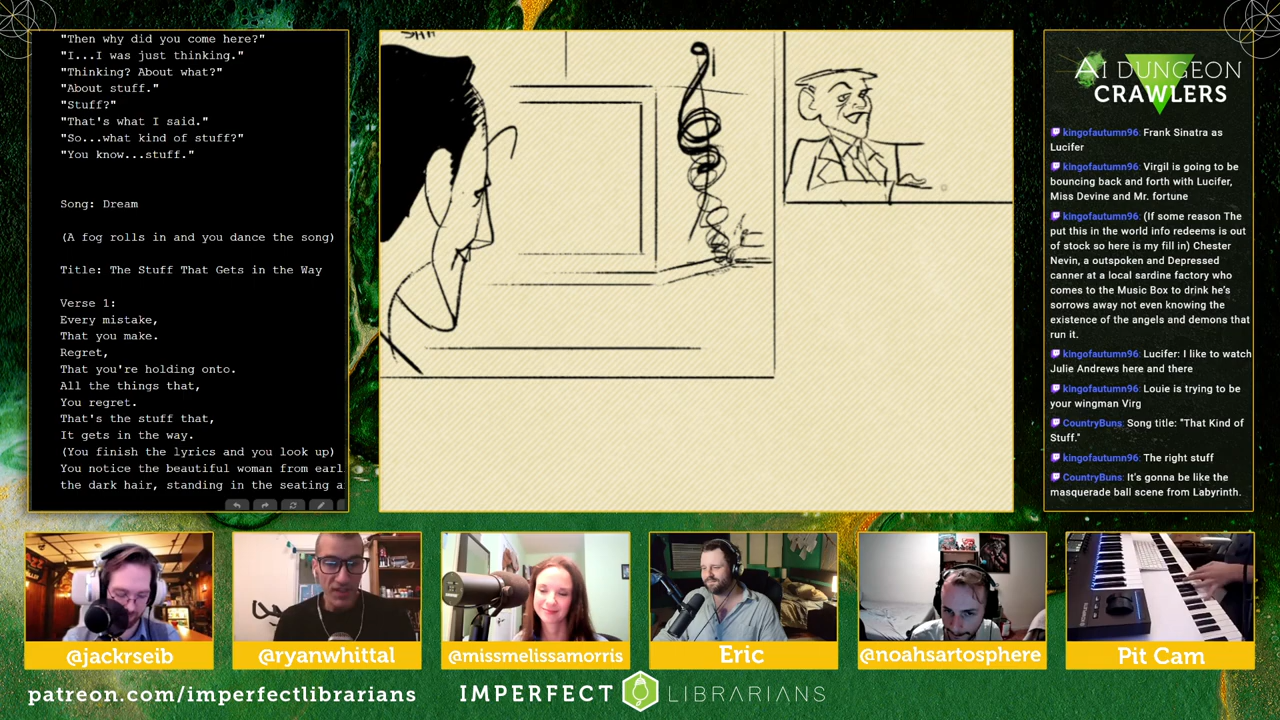 "Then why did you come here?"
"I...I was just thinking."
"Thinking? About what?"
"About stuff."
"Stuff?"
"That's what I said."
"So...what kind of stuff?"
"You know...stuff."
Song: Dream
(A fog rolls in and you dance the song)
Title: The Stuff That Gets in the Way
Verse 1:
Every mistake,
That you make.
Regret,
That you're holding onto.
All the things that,
You regret.
That's the stuff that,
It gets in the way.
(You finish the lyrics and you look up)
You notice the beautiful woman from earl
the dark hair, standing in the seating a
AI DUNGEON
CRAWLERS
kingofautumn96: Frank Sinatra as
Lucifer
kingofautumn96: Virgil is going to be
bouncing back and forth with Lucifer,
Miss Devine and Mr. fortune
kingofautumn96: (If some reason The
put this in the world info redeems is out
of stock so here is my fill in) Chester
Nevin, a outspoken and Depressed
canner at a local sardine factory who
comes to the Music Box to drink he's
sorrows away not even knowing the
existence of the angels and demons that
run it.
kingofautumn96: Lucifer: I like to watch
Julie Andrews here and there
kingofautumn96: Louie is trying to be
your wingman Virg
CountryBuns: Song title: "That Kind of
Stuff."
kingofautumn96: The right stuff
CountryBuns: It's gonna be like the
masquerade ball scene from Labyrinth.
@jackrseib
@ryanwhittal
@missmelissamorris
Eric
@noahsartosphere
Pit Cam
patreon.com/imperfectlibrarians
IMPERFECT LIBRARIANS